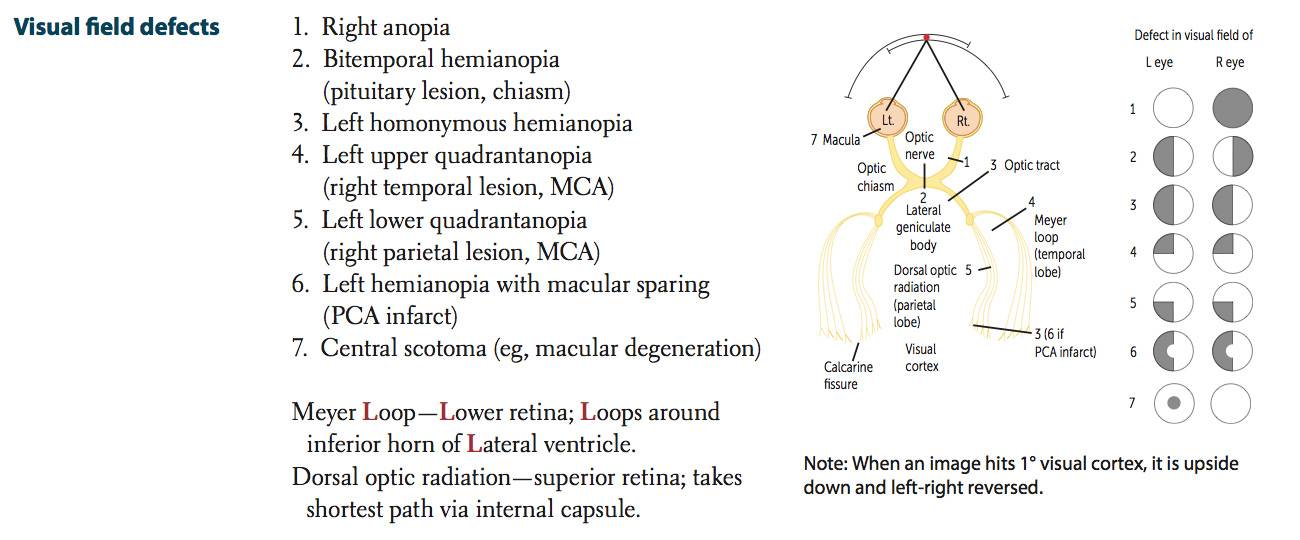 Visual field defects
1. Right anopia
2. Bitemporal hemianopia
(pituitary lesion, chiasm)
3. Left homonymous hemianopia
4. Left upper quadrantanopia
(right temporal lesion, MCA)
5. Left lower quadrantanopia
(right parietal lesion, MCA)
6. Left hemianopia with macular sparing
(PCA infarct)
7. Central scotoma (eg, macular degeneration)
Meyer Loop—Lower retina; Loops around
inferior horn of Lateral ventricle.
Dorsal optic radiation—superior retina; takes
shortest path via internal capsule.
Lt.
Rt.
7 Macula
Optic
nerve
1
Optic
chiasm
3 Optic tract
2
Lateral
geniculate
body
4
Meyer
loop
(temporal
lobe)
Dorsal optic 5
radiation
(parietal
lobe)
3 (6 if
PCA infarct)
Visual
cortex
Calcarine
fissure
Defect in visual field of
L eye R eye
1
2
3
4
5
6
7
Note: When an image hits 1° visual cortex, it is upside
down and left-right reversed.